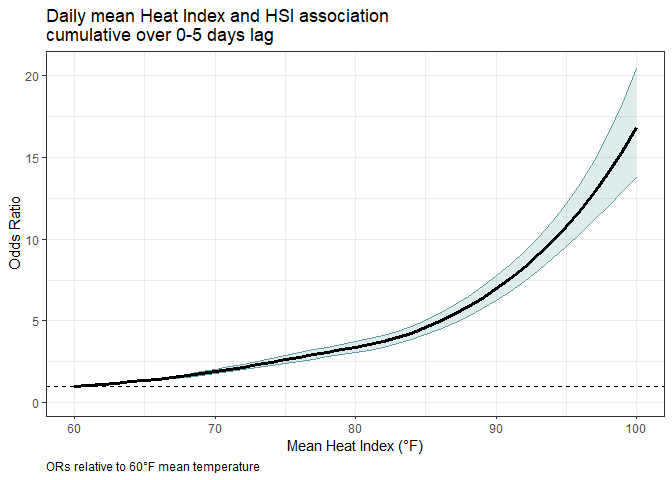 Daily mean Heat Index and HSI association
cumulative over 0-5 days lag
Odds Ratio
20
15
10
5
0
60 70 80 90 100
Mean Heat Index (°F)
ORs relative to 60°F mean temperature